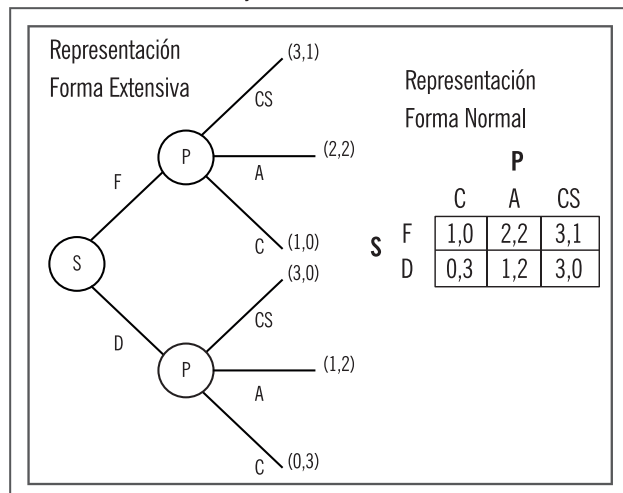 Representación
Forma Extensiva
(3,1)
CS
P
(2,2)
A
F
C
(1,0)
S
(3,0)
CS
D
P
(1,2)
A
C
(0,3)
Representación
Forma Normal
P
C A CS
S
F 1,0 2,2 3,1
D 0,3 1,2 3,0